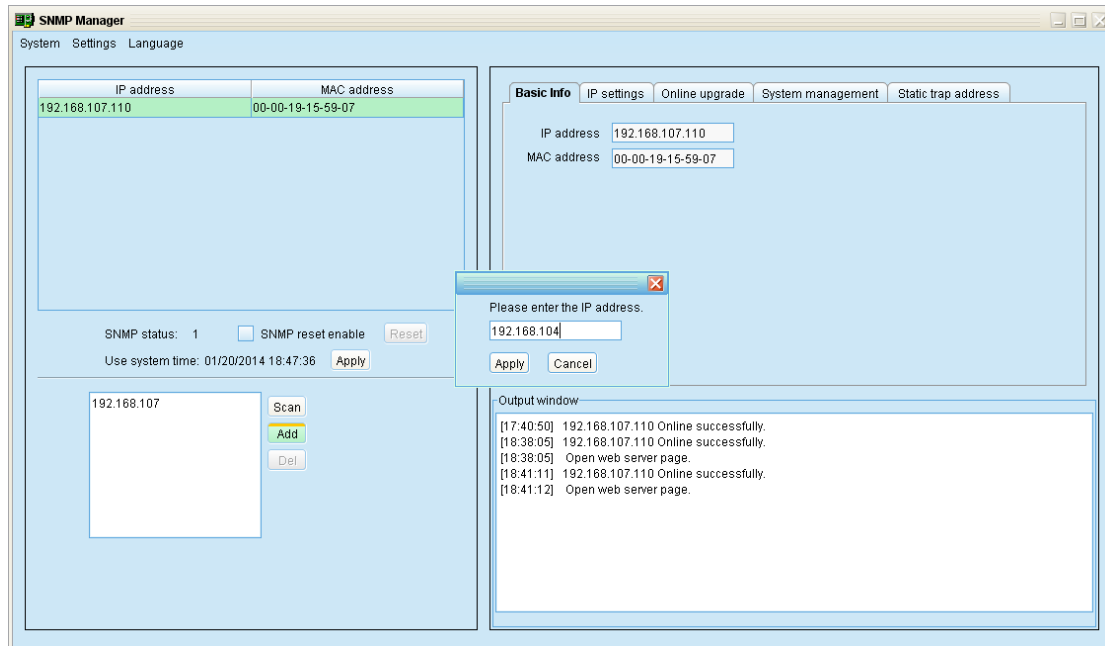 SNMP Manager
System Settings Language
IP address MAC address
192.168.107.110 00-00-19-15-59-07
SNMP status: 1 SNMP reset enable Reset
Use system time: 01/20/2014 18:47:36 Apply
192.168.107
Scan
Add
Del
Basic Info IP settings Online upgrade System management Static trap address
IP address 192.168.107.110
MAC address 00-00-19-15-59-07
Please enter the IP address.
192.168.104
Apply Cancel
Output window
[17:40:50] 192.168.107.110 Online successfully.
[18:38:05] 192.168.107.110 Online successfully.
[18:38:05] Open web server page.
[18:41:11] 192.168.107.110 Online successfully.
[18:41:12] Open web server page.